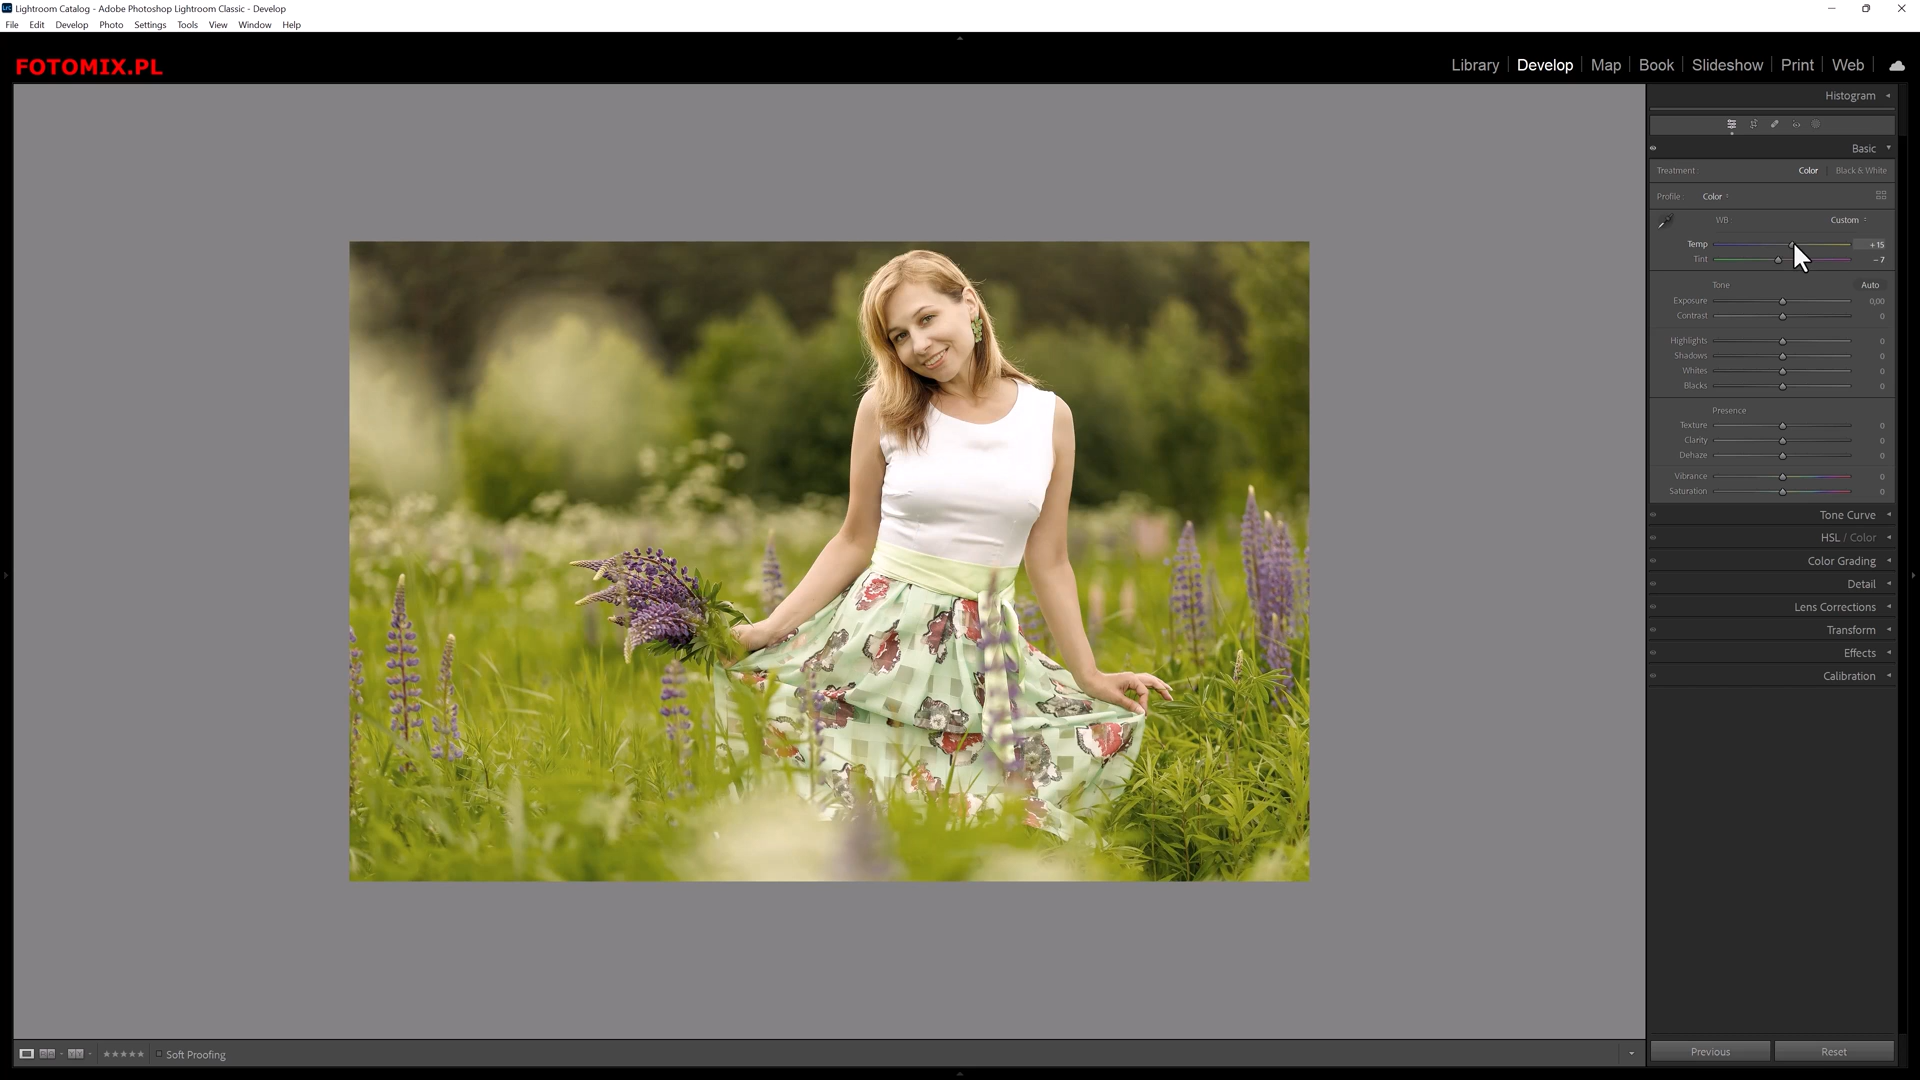 Lightroom Catalog - Adobe Photoshop Lightroom Classic - Develop
File Edit Develop Photo Settings Tools View Window Help
FOTOMIX.PL
Library Develop Map Book Slideshow Print Web
Histogram
Basic
Treatment: Color Black & White
Profile: Color
WB: Custom
Temp +15
Tint -7
Tone Auto
Exposure 0,00
Contrast 0
Highlights 0
Shadows 0
Whites 0
Blacks 0
Presence
Texture 0
Clarity 0
Dehaze 0
Vibrance 0
Saturation 0
Tone Curve
HSL / Color
Color Grading
Detail
Lens Corrections
Transform
Effects
Calibration
Soft Proofing
Previous Reset